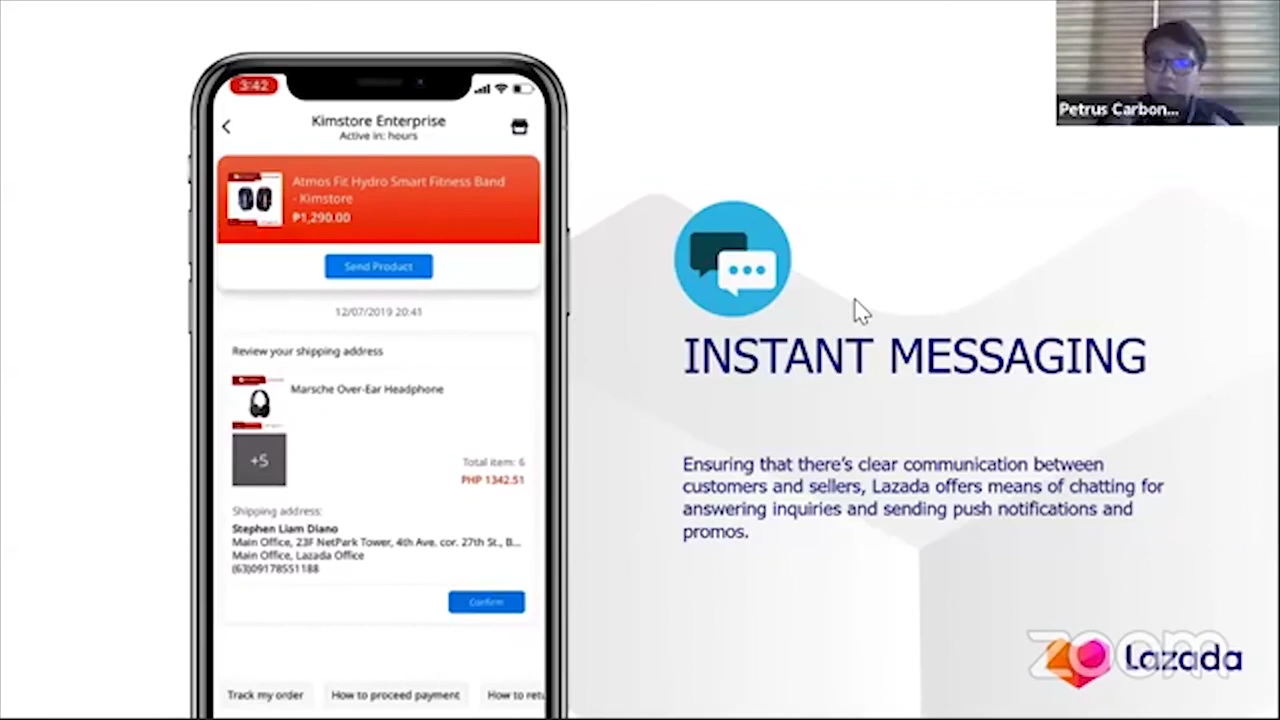 3:42
Kimstore Enterprise
Active in: hours
Atmos Fit Hydro Smart Fitness Band
- Kimstore
₱1,290.00
Send Product
12/07/2019 20:41
Review your shipping address
Marsche Over-Ear Headphone
+5
Total item: 6
PHP 1342.51
Shipping address:
Stephen Liam Diano
Main Office, 23F NetPark Tower, 4th Ave. cor. 27th St., B...
Main Office, Lazada Office
(63)09178551188
Confirm
Track my order
How to proceed payment
How to retu
Petrus Carbon...
INSTANT MESSAGING
Ensuring that there's clear communication between
customers and sellers, Lazada offers means of chatting for
answering inquiries and sending push notifications and
promos.
zoom
Lazada